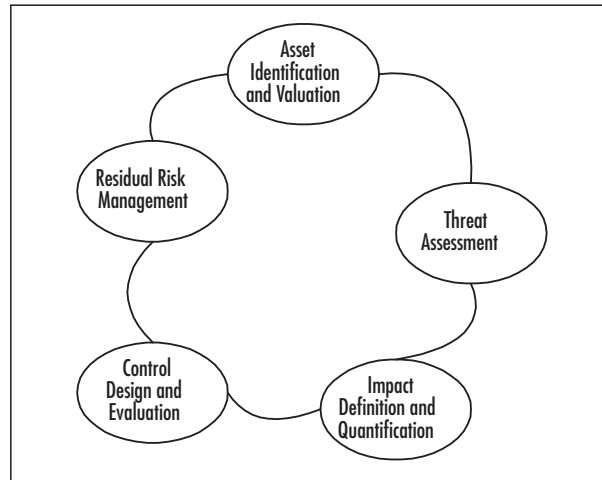 Asset
Identification
and Valuation
Threat
Assessment
Impact
Definition and
Quantification
Control
Design and
Evaluation
Residual Risk
Management